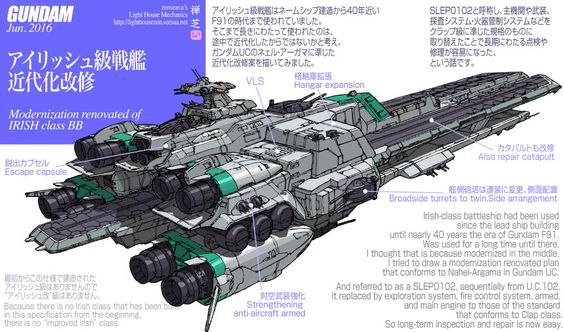 GUNDAM
Jun. 2016
zenseava's
Light House Mechanics
http://lighthousezen.seesaa.net
禅芝
アイリッシュ級戦艦
近代化改修
Modernization renovated of
IRISH class BB
アイリッシュ級戦艦はネームシップ建造から40年近い
F91の時代まで使われていました。
そこまで長きにわたって使われたのは、
途中で近代化したからではないかと考え、
ガンダムUCのネェル・アーガマに準じた
近代化改修案を描いてみました。
SLEP0102と呼称し、主機関や武装、
探査システム・火器管制システムなどを
クラップ級に準じた規格のものに
取り替えたことで長期にわたる点検や
修理が容易になった、
という話です。
VLS
格納庫拡張
Hangar expansion
カタパルトも改修
Also repair catapult
脱出カプセル
Escape capsule
舷側砲塔は連装に変更、側面配置
Broadside turrets to twin,Side arrangement
対空武装強化
Strengthening
anti-aircraft armed
最初からこの仕様で建造された
アイリッシュ級はありませんので
"アイリッシュ改"級はありません。
Because there is no Irish class that has been built
in this specification from the beginning,
there is no "improved Irish" class.
Irish-class battleship had been used
since the lead ship building
until nearly 40 years the era of Gundam F91.
Was used for a long time until there,
I thought that is because modernized in the middle,
I tried to draw a modernization renovated plan
that conforms to Nahel-Argama in Gundam UC.
And referred to as a SLEP0102, sequentially from U.C.102,
it replaced by exploration system, fire control system, armed,
and main engine to those of the standard
that conforms to Clap class.
So long-term inspection and repair is now easy.